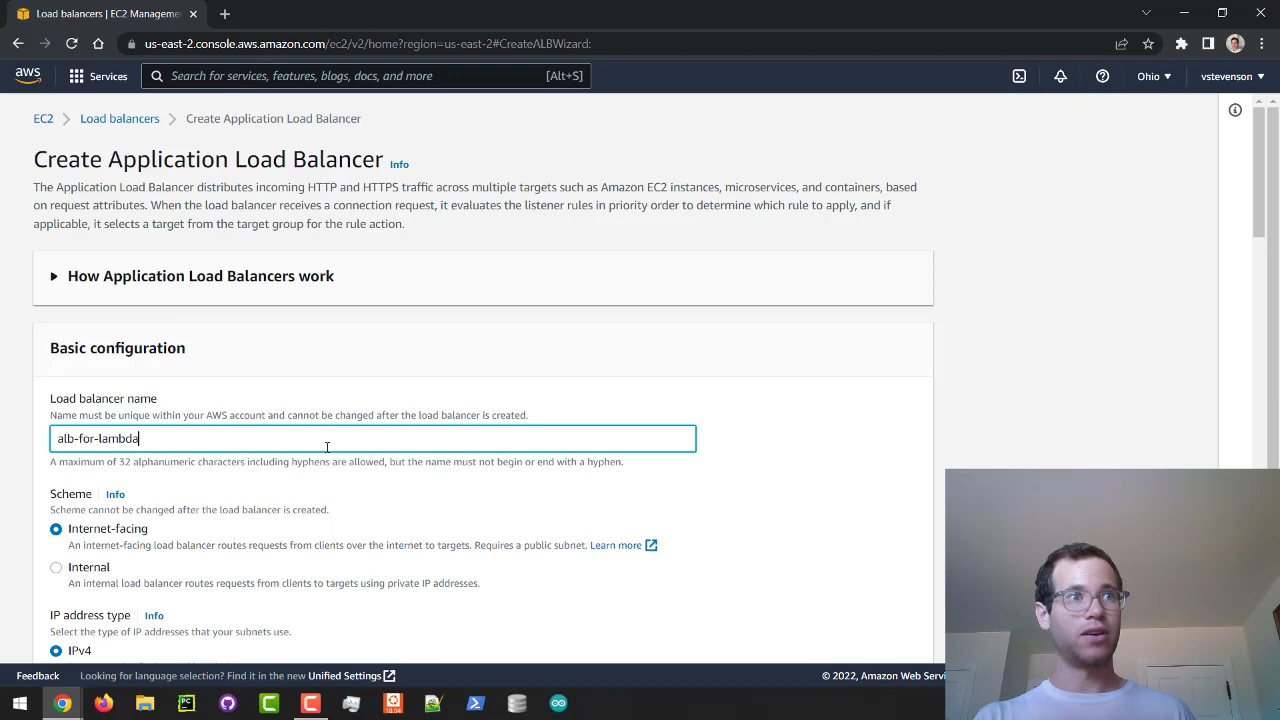 Load balancers | EC2 Manageme
us-east-2.console.aws.amazon.com/ec2/v2/home?region=us-east-2#CreateALBWizard:
aws
Services
Search for services, features, blogs, docs, and more
[Alt+S]
Ohio
vstevenson
EC2
Load balancers
Create Application Load Balancer
Create Application Load Balancer
Info
The Application Load Balancer distributes incoming HTTP and HTTPS traffic across multiple targets such as Amazon EC2 instances, microservices, and containers, based
on request attributes. When the load balancer receives a connection request, it evaluates the listener rules in priority order to determine which rule to apply, and if
applicable, it selects a target from the target group for the rule action.
How Application Load Balancers work
Basic configuration
Load balancer name
Name must be unique within your AWS account and cannot be changed after the load balancer is created.
alb-for-lambda
A maximum of 32 alphanumeric characters including hyphens are allowed, but the name must not begin or end with a hyphen.
Scheme
Info
Scheme cannot be changed after the load balancer is created.
Internet-facing
An internet-facing load balancer routes requests from clients over the internet to targets. Requires a public subnet. Learn more
Internal
An internal load balancer routes requests from clients to targets using private IP addresses.
IP address type
Info
Select the type of IP addresses that your subnets use.
IPv4
Feedback
Looking for language selection? Find it in the new Unified Settings
© 2022, Amazon Web Servi
PC
18.04